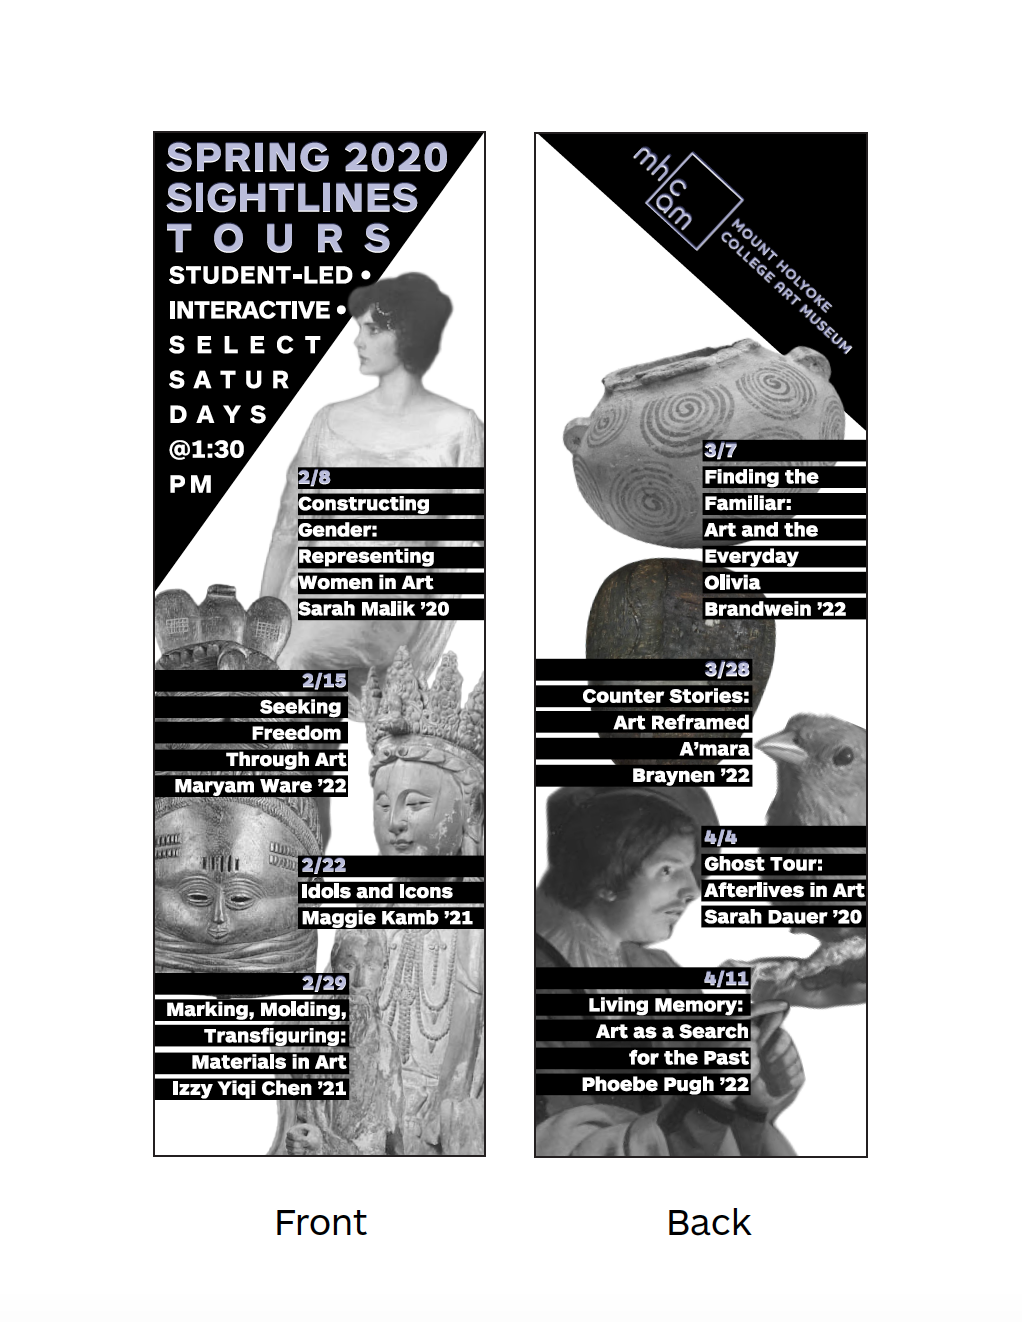 SPRING 2020
SIGHTLINES
TOURS
STUDENT-LED •
INTERACTIVE •
SELECT
SATUR
DAYS
@1:30
PM
2/8
Constructing
Gender:
Representing
Women in Art
Sarah Malik ’20
2/15
Seeking
Freedom
Through Art
Maryam Ware ’22
2/22
Idols and Icons
Maggie Kamb ’21
2/29
Marking, Molding,
Transfiguring:
Materials in Art
Izzy Yiqi Chen ’21
Front
mh
c
am
MOUNT HOLYOKE
COLLEGE ART MUSEUM
3/7
Finding the
Familiar:
Art and the
Everyday
Olivia
Brandwein ’22
3/28
Counter Stories:
Art Reframed
A’mara
Braynen ’22
4/4
Ghost Tour:
Afterlives in Art
Sarah Dauer ’20
4/11
Living Memory:
Art as a Search
for the Past
Phoebe Pugh ’22
Back